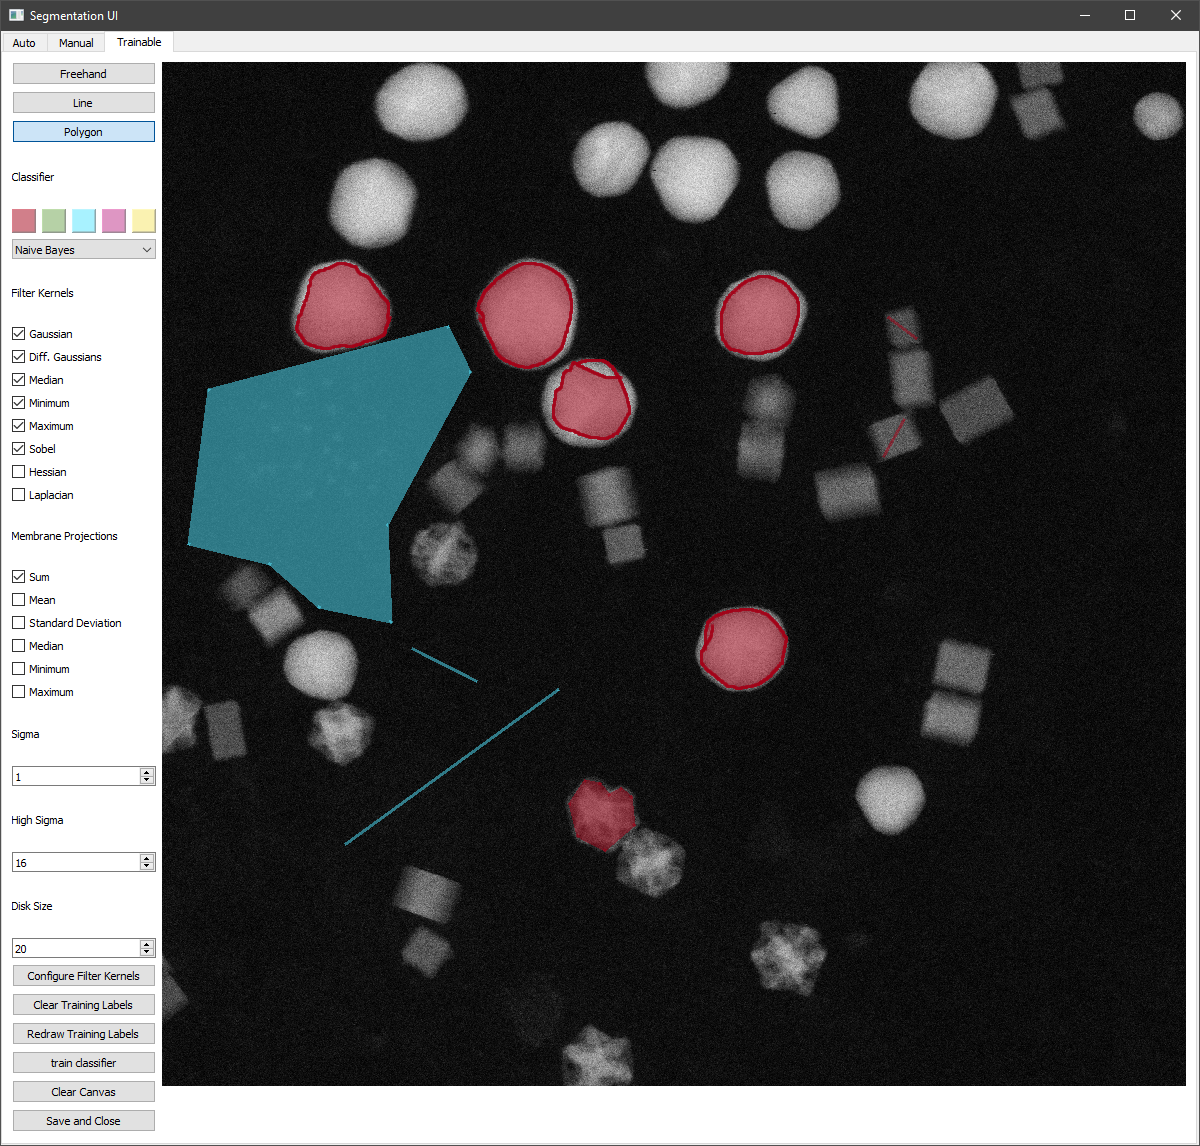 Segmentation UI
Auto Manual Trainable
Freehand
Line
Polygon
Classifier
Naive Bayes
Filter Kernels
Gaussian
Diff. Gaussians
Median
Minimum
Maximum
Sobel
Hessian
Laplacian
Membrane Projections
Sum
Mean
Standard Deviation
Median
Minimum
Maximum
Sigma
1
High Sigma
16
Disk Size
20
Configure Filter Kernels
Clear Training Labels
Redraw Training Labels
train classifier
Clear Canvas
Save and Close